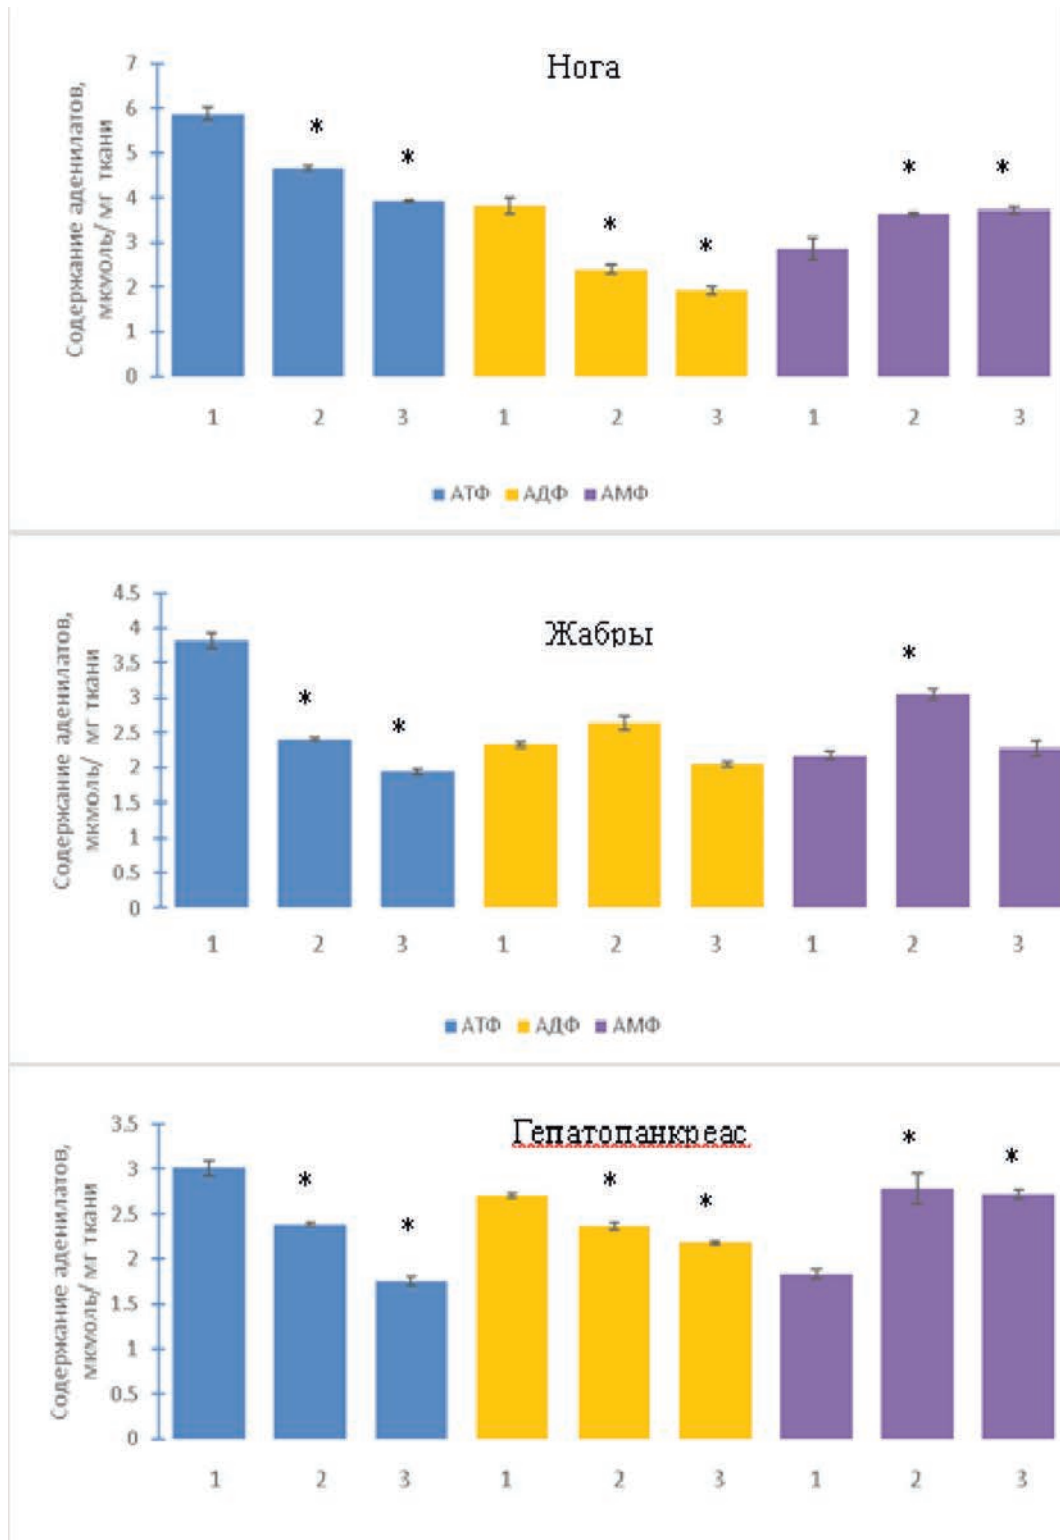 Нога
Содержание аденилатов,
мкмоль/ мг ткани
7
6
5
4
3
2
1
0
* * * * * *
1 2 3 1 2 3 1 2 3
АТФ АДФ АМФ
Жабры
Содержание аденилатов,
мкмоль/ мг ткани
4.5
4
3.5
3
2.5
2
1.5
1
0.5
0
* * *
1 2 3 1 2 3 1 2 3
АТФ АДФ АМФ
Гепатопанкреас
Содержание аденилатов,
мкмоль/ мг ткани
3.5
3
2.5
2
1.5
1
0.5
0
* * * * * *
1 2 3 1 2 3 1 2 3